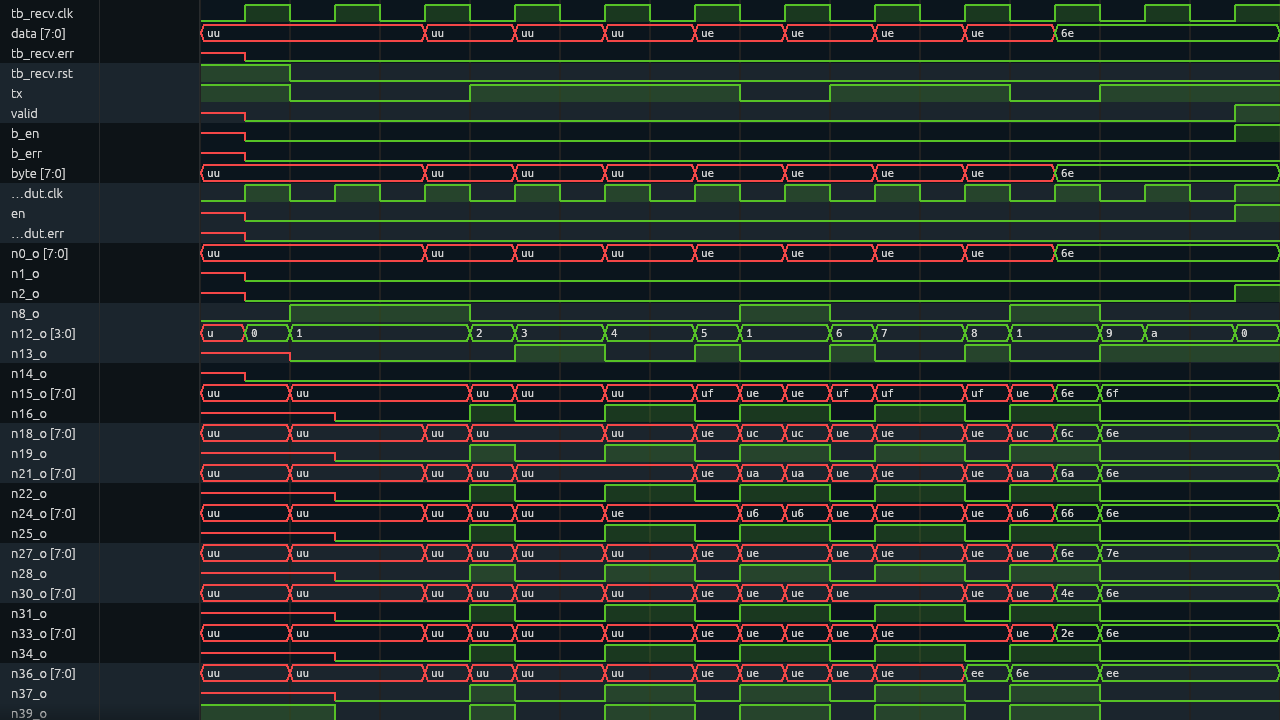 tb_recv.clk
data [7:0] uu uu uu uu ue ue ue ue 6e
tb_recv.err
tb_recv.rst
tx
valid
b_en
b_err
byte [7:0] uu uu uu uu ue ue ue ue 6e
…dut.clk
en
…dut.err
n0_o [7:0] uu uu uu uu ue ue ue ue 6e
n1_o
n2_o
n8_o
n12_o [3:0] u 0 1 2 3 4 5 1 6 7 8 1 9 a 0
n13_o
n14_o
n15_o [7:0] uu uu uu uu uu uf ue ue uf uf uf ue 6e 6f
n16_o
n18_o [7:0] uu uu uu uu uu ue uc uc ue ue ue uc 6c 6e
n19_o
n21_o [7:0] uu uu uu uu uu ue ua ua ue ue ue ua 6a 6e
n22_o
n24_o [7:0] uu uu uu uu uu ue u6 u6 ue ue ue u6 66 6e
n25_o
n27_o [7:0] uu uu uu uu uu ue ue ue ue ue ue 6e 7e
n28_o
n30_o [7:0] uu uu uu uu uu uu ue ue ue ue ue 4e 6e
n31_o
n33_o [7:0] uu uu uu uu uu uu ue ue ue ue ue ue 2e 6e
n34_o
n36_o [7:0] uu uu uu uu uu uu ue ue ue ue ue ee 6e ee
n37_o
n39_o